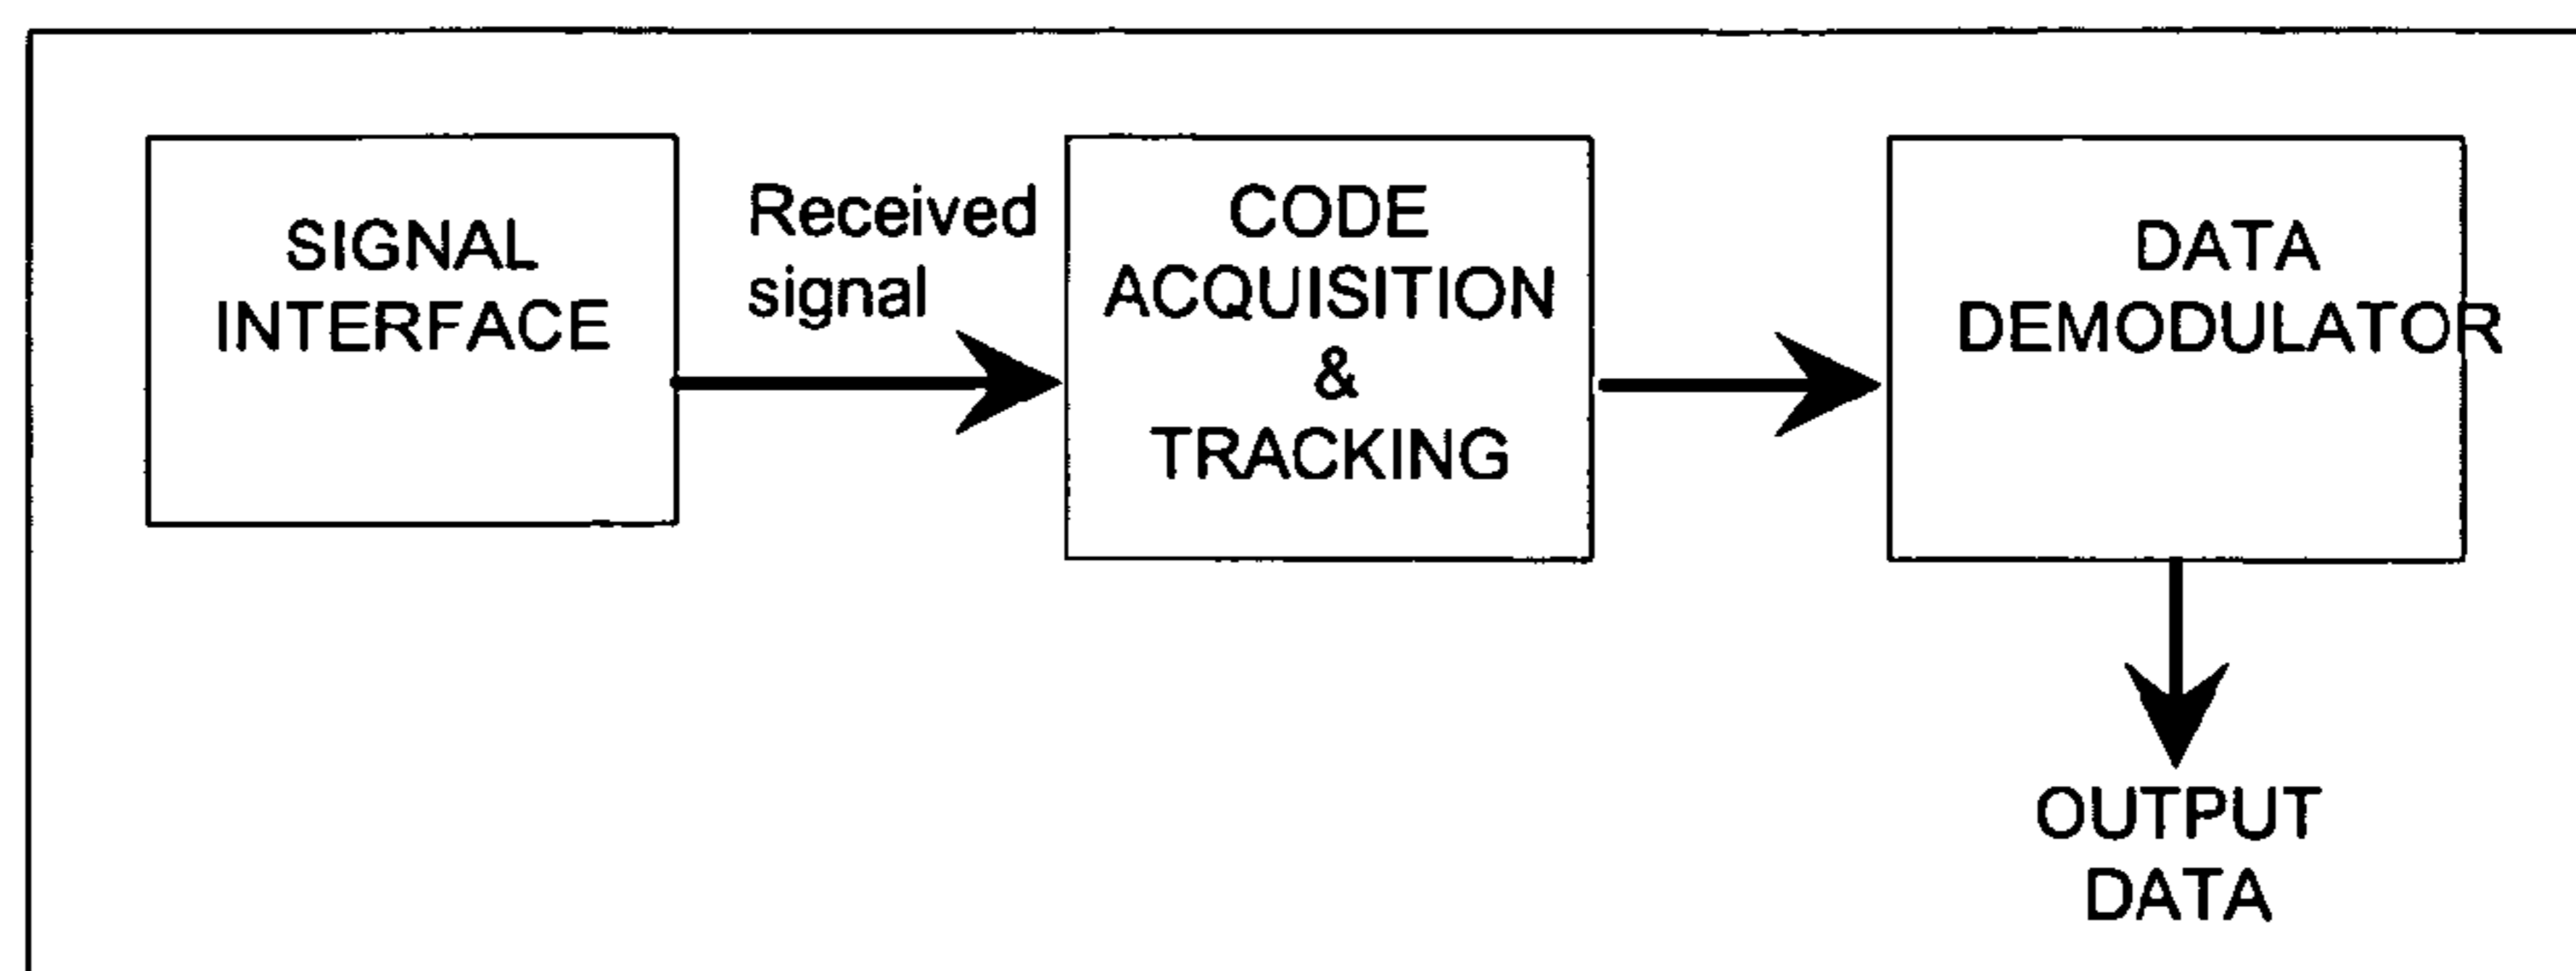 SIGNAL
INTERFACE
Received
signal
CODE
ACQUISITION
&
TRACKING
DATA
DEMODULATOR
OUTPUT
DATA